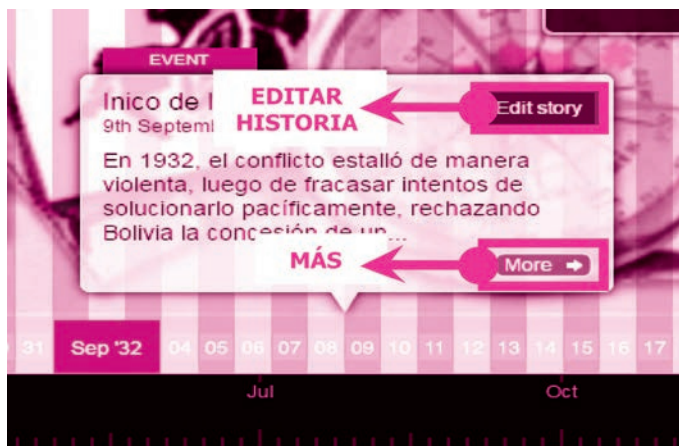 EVENT
Inico de
EDITAR
HISTORIA
Edit story
9th
En 1932, el conflicto estalló de manera
violenta, luego de fracasar intentos de
solucionarlo pacíficamente, rechazando
Bolivia la concesión de un...
MÁS
More
31 Sep '32 04 05 06 07 08 09 10 11 12 13 14 15 16 17
Jul Oct